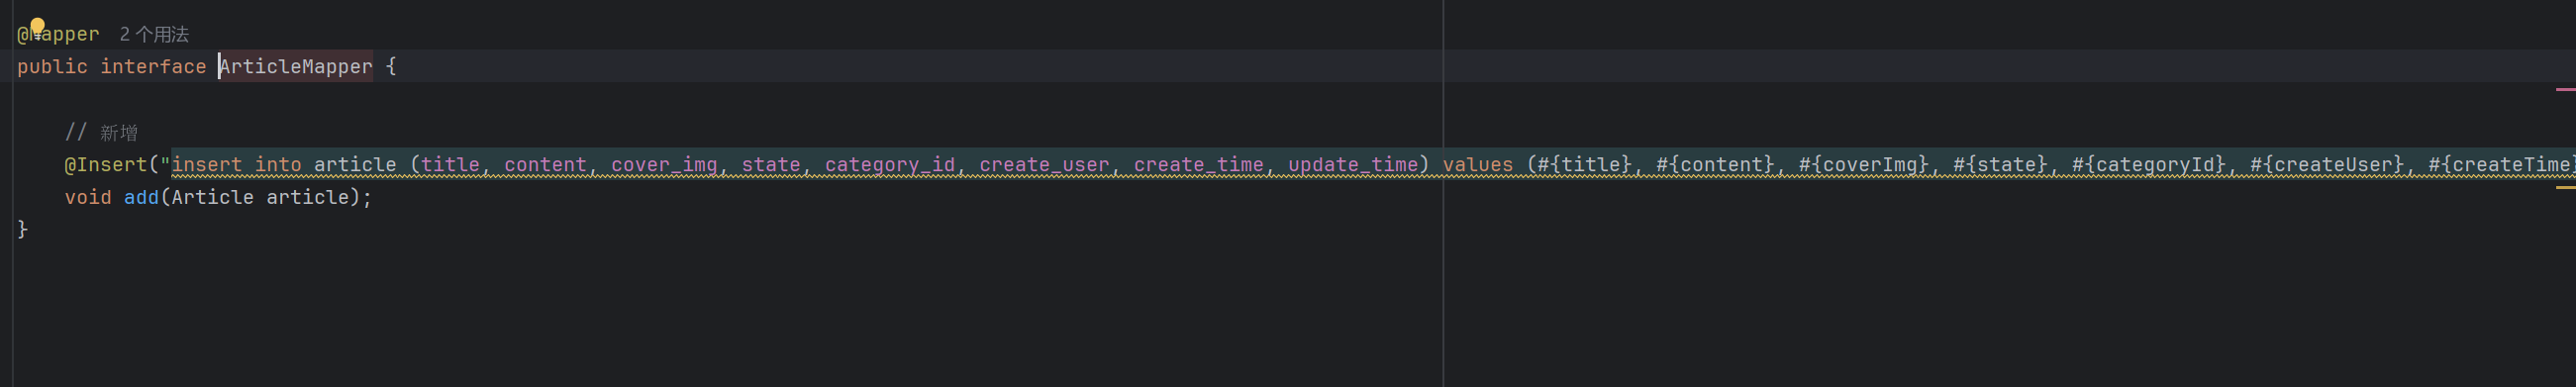 @Mapper 2 个用法
public interface ArticleMapper {
// 新增
@Insert("insert into article (title, content, cover_img, state, category_id, create_user, create_time, update_time) values (#{title}, #{content}, #{coverImg}, #{state}, #{categoryId}, #{createUser}, #{createTime}
void add(Article article);
}